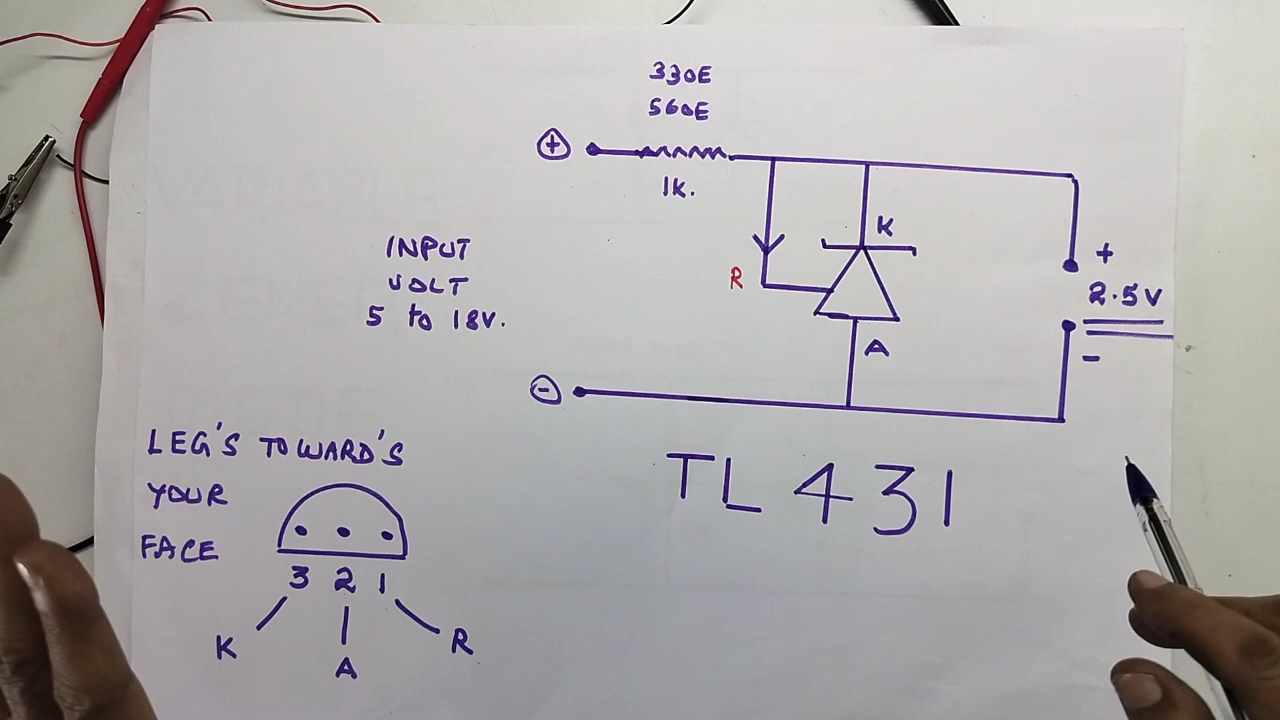 330E
560E
+
1K.
INPUT
VOLT
5 to 18V.
K
R
A
+
2.5V
-
-
TL431
LEG'S TOWARD'S
YOUR
FACE
3 2 1
K
A
R